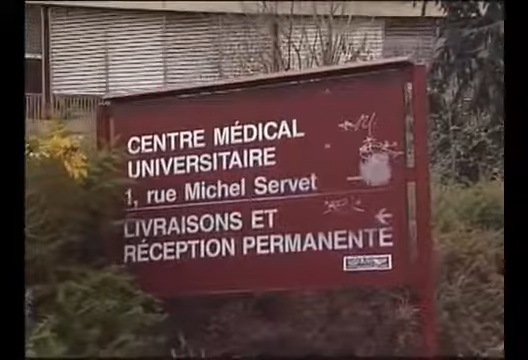 CENTRE MÉDICAL
UNIVERSITAIRE
1, rue Michel Servet
LIVRAISONS ET
RÉCEPTION PERMANENTE